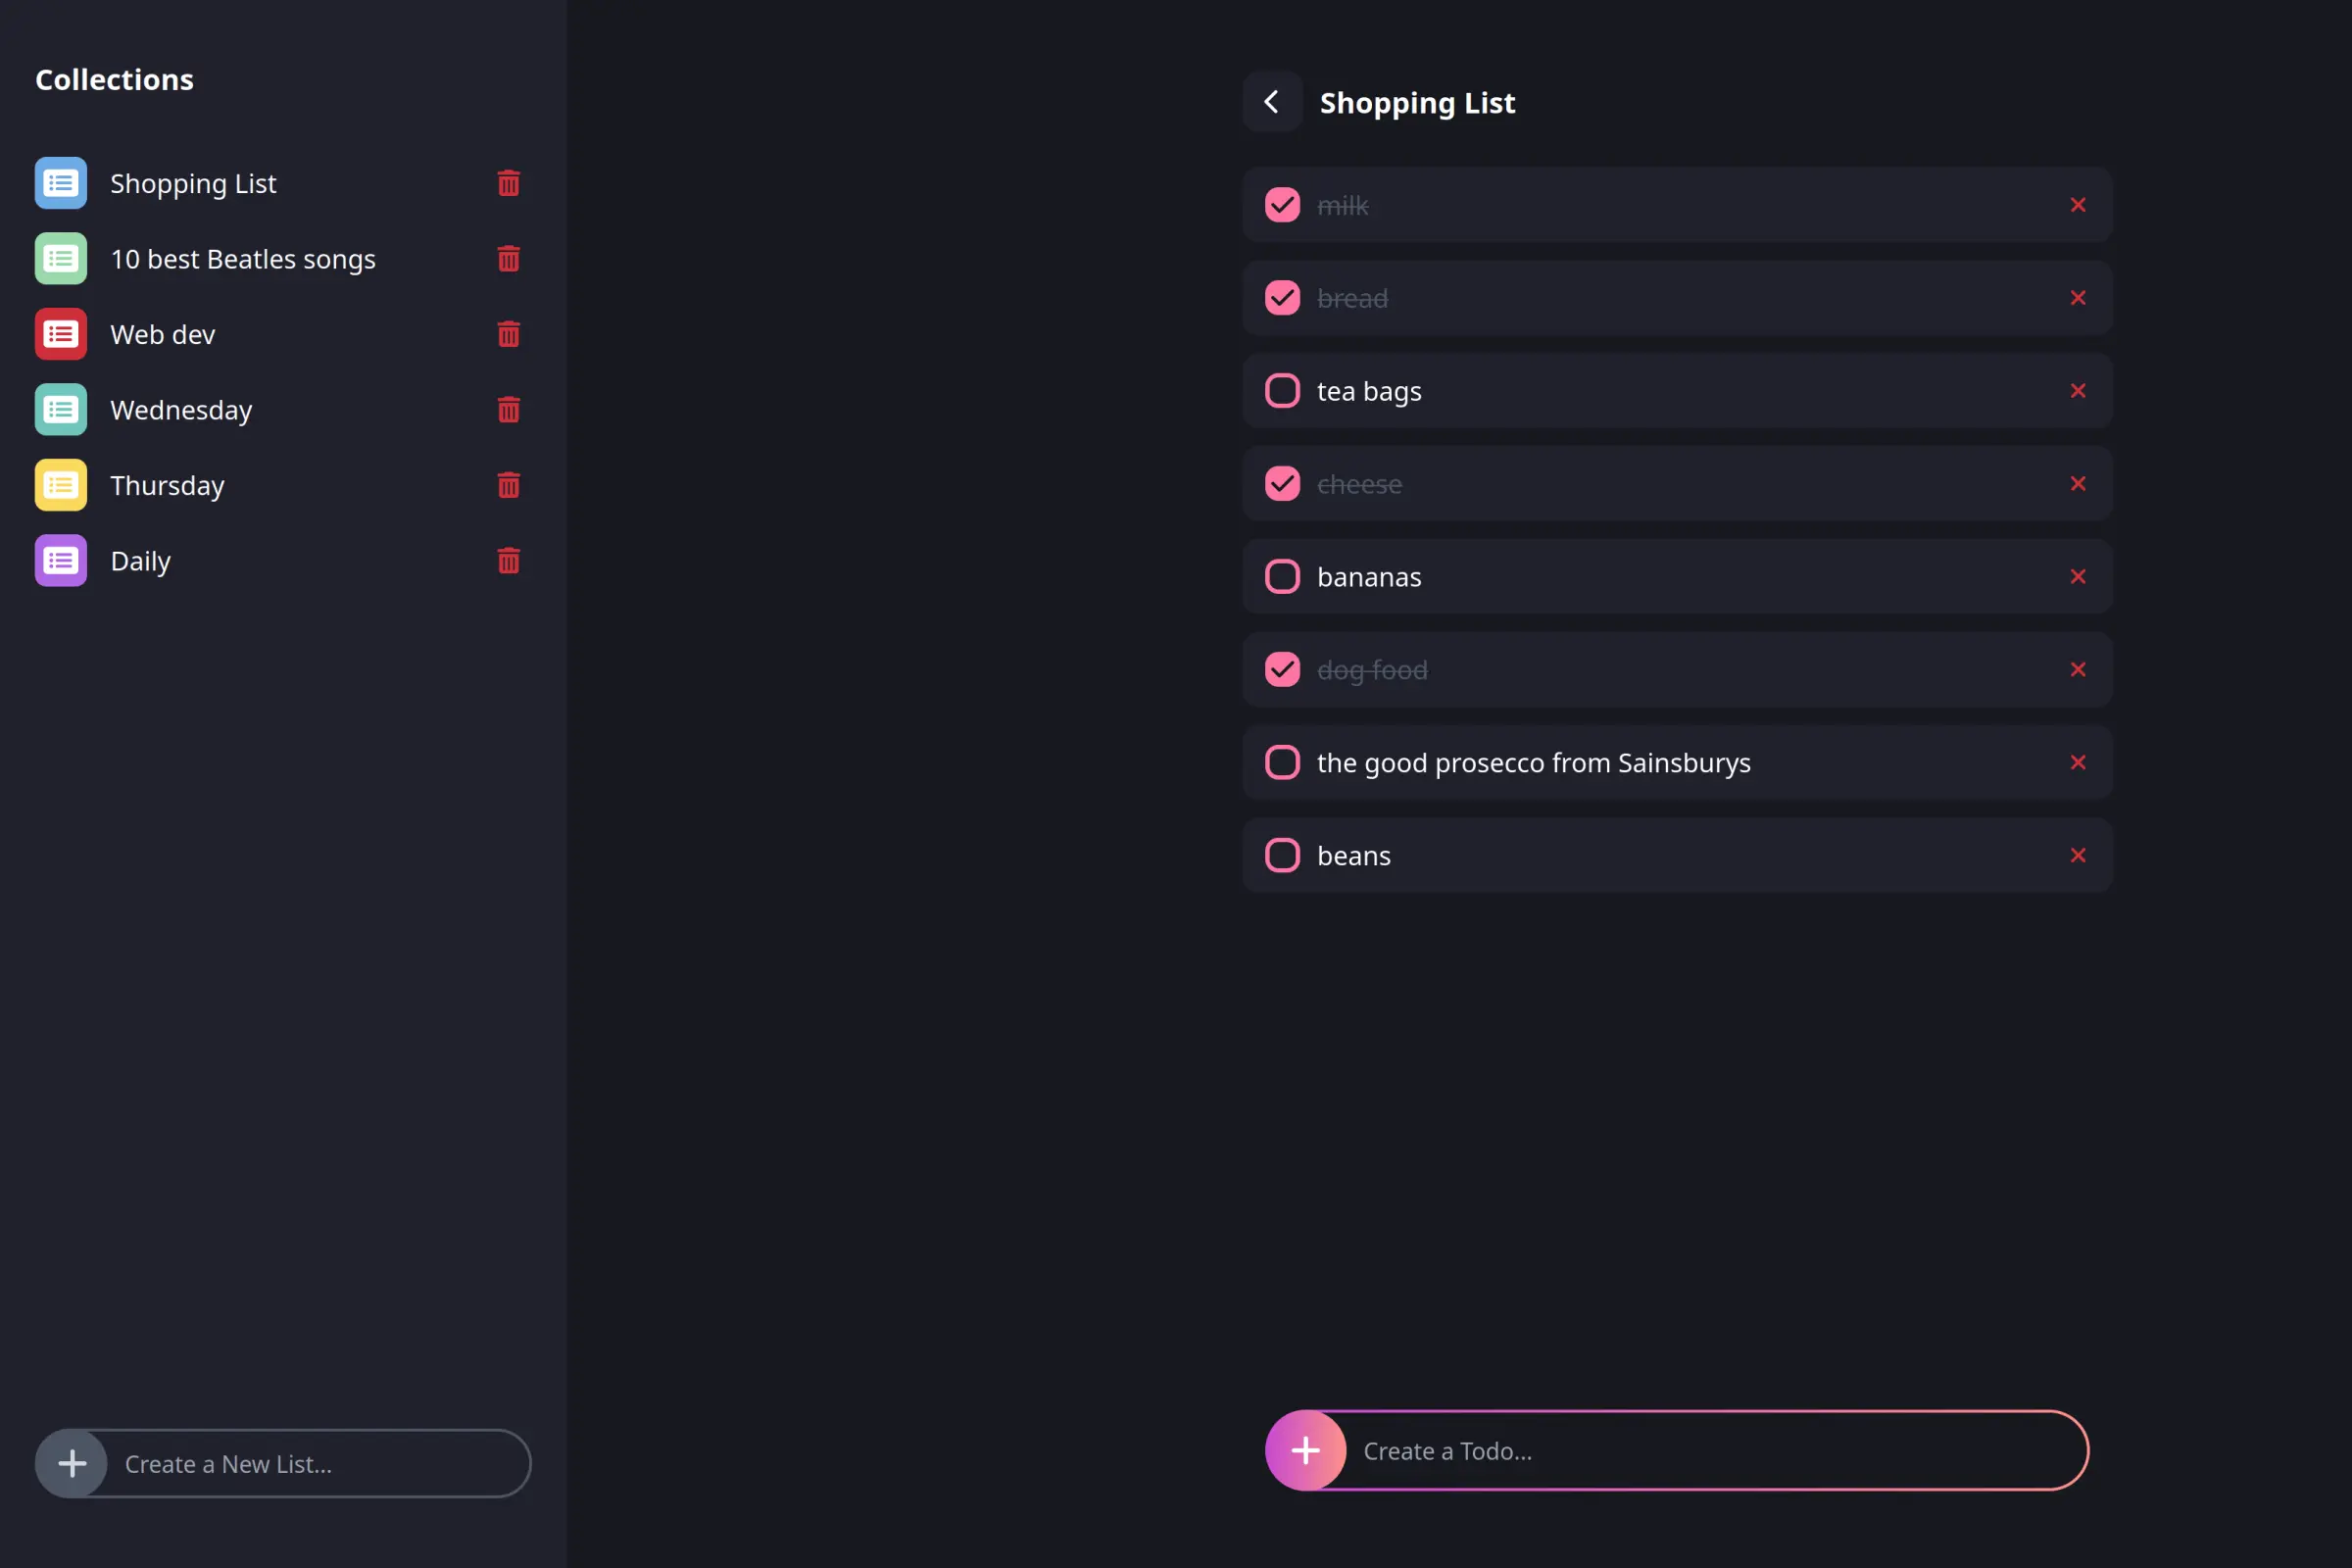 Collections
Shopping List
10 best Beatles songs
Web dev
Wednesday
Thursday
Daily
Create a New List...
Shopping List
milk
bread
tea bags
cheese
bananas
dog food
the good prosecco from Sainsburys
beans
Create a Todo...